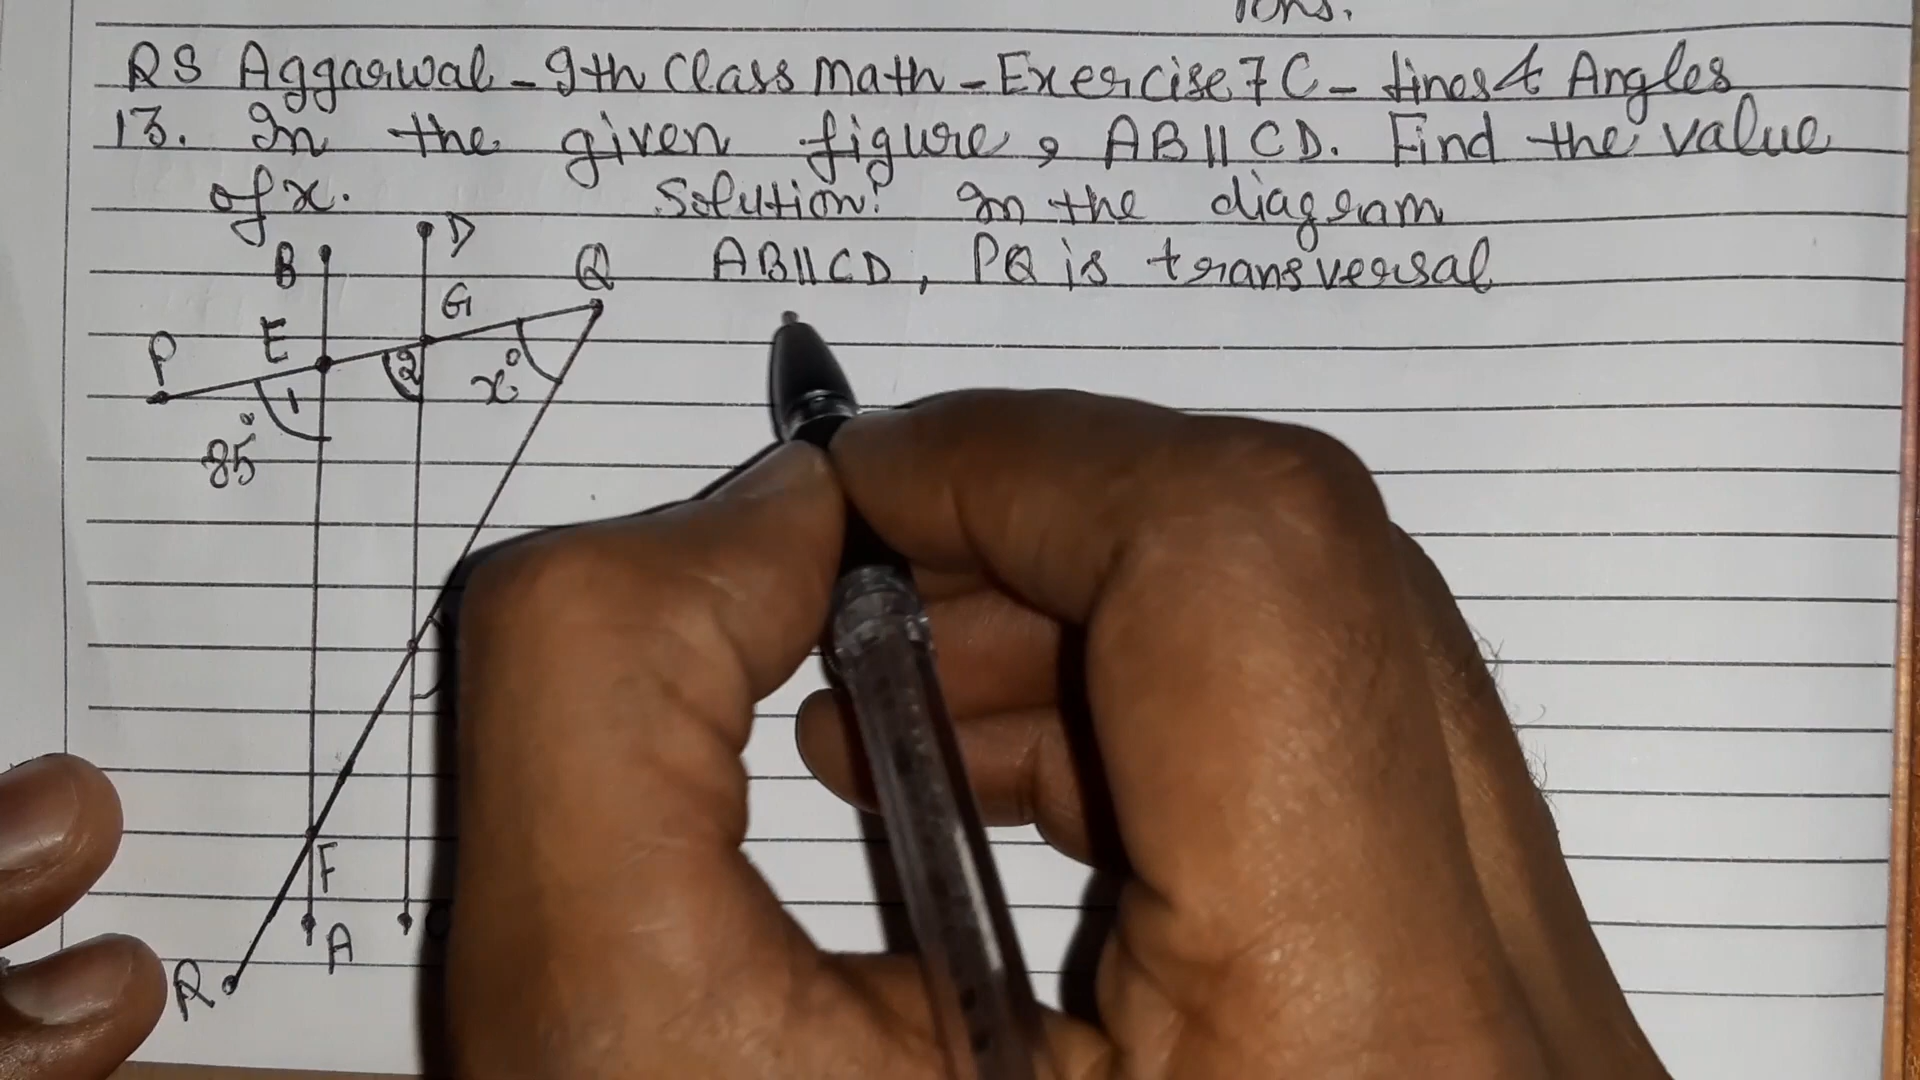 RS Aggarwal - 9th Class math - Exercise 7C - lines & Angles
13. In the given figure, AB || CD. Find the value
of x. Solution: In the diagram
AB || CD, PQ is transversal
D
B
Q
G
E
P
2
x°
1
85°
F
A
R